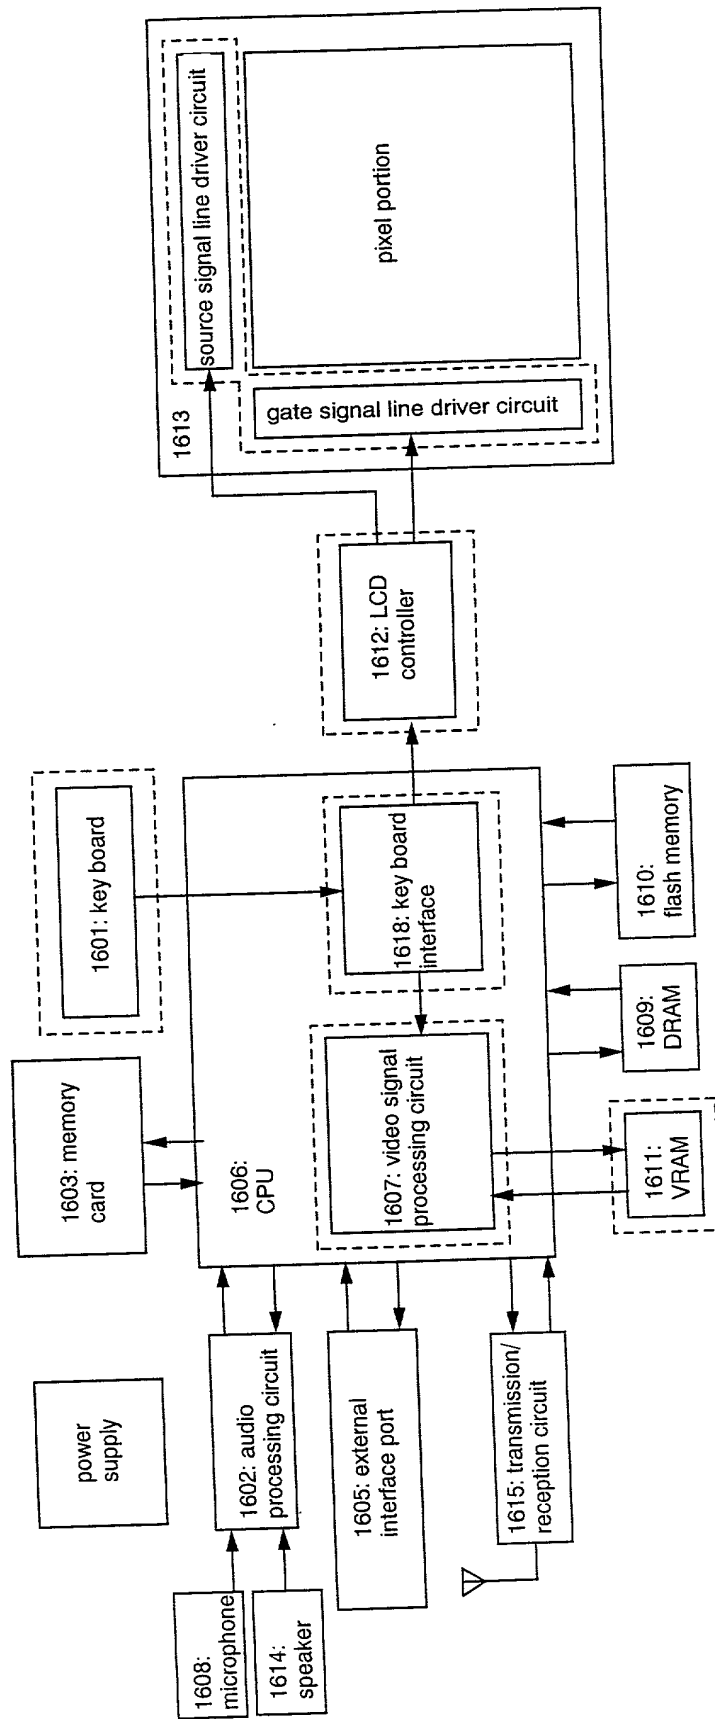 power
supply
1603: memory
card
1601: key board
1608:
microphone
1602: audio
processing circuit
1614:
speaker
1605: external
interface port
1615: transmission/
reception circuit
1606:
CPU
1607: video signal
processing circuit
1618: key board
interface
1611:
VRAM
1609:
DRAM
1610:
flash memory
1612: LCD
controller
1613
source signal line driver circuit
gate signal line driver circuit
pixel portion